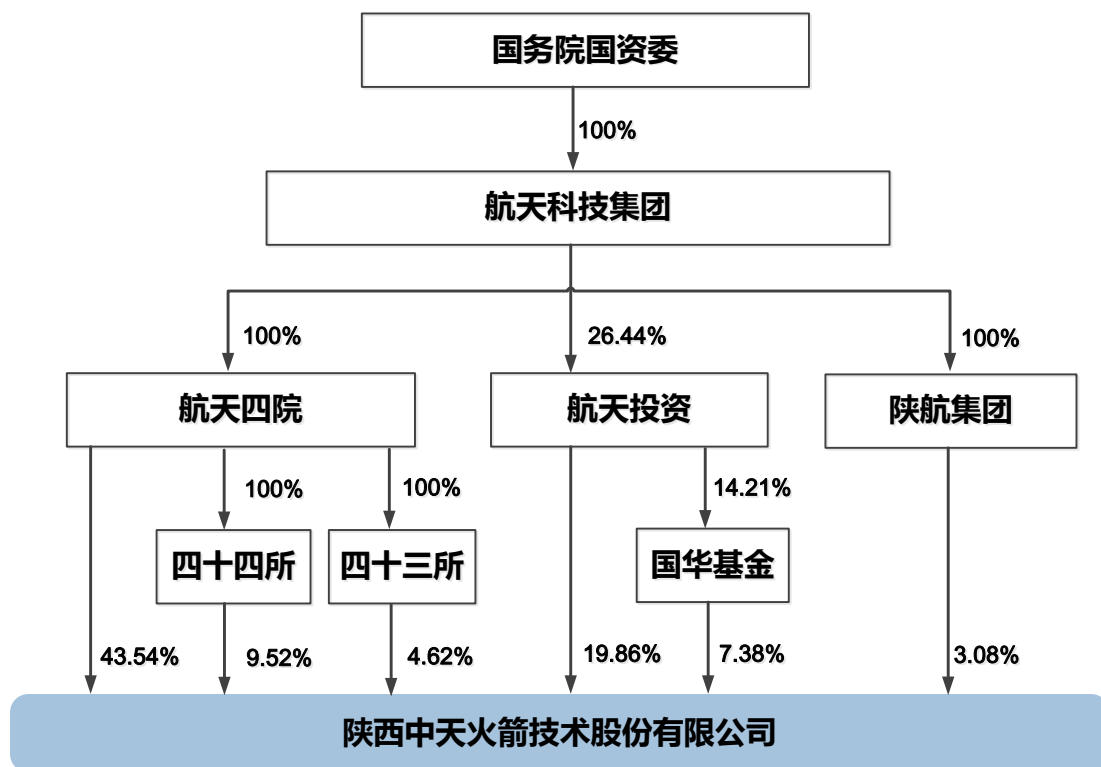 国务院国资委
100%
航天科技集团
100%
26.44%
100%
航天四院
航天投资
陕航集团
100%
100%
14.21%
四十四所
四十三所
国华基金
43.54%
9.52%
4.62%
19.86%
7.38%
3.08%
陕西中天火箭技术股份有限公司